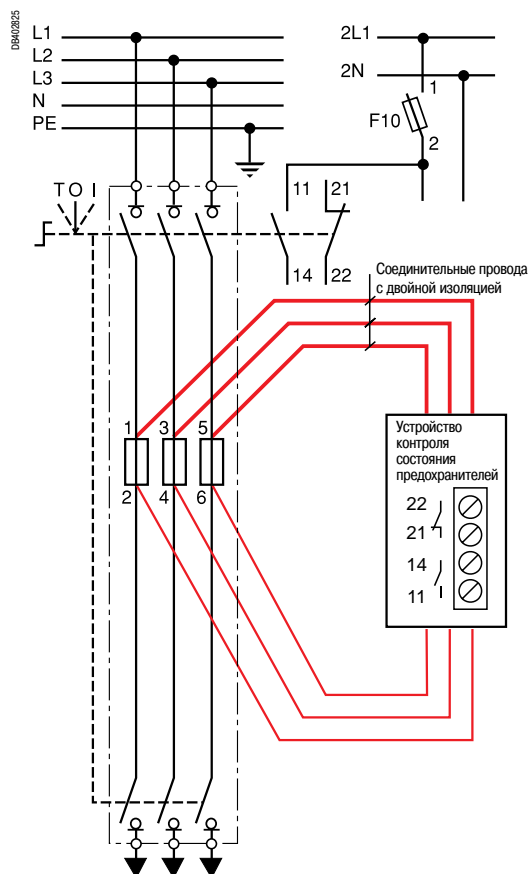 DB402825
L1
L2
L3
N
PE
2L1
2N
1
F10
2
T O I
11 21
14 22
Соединительные провода
с двойной изоляцией
1 3 5
2 4 6
Устройство
контроля
состояния
предохранителей
22
21
14
11